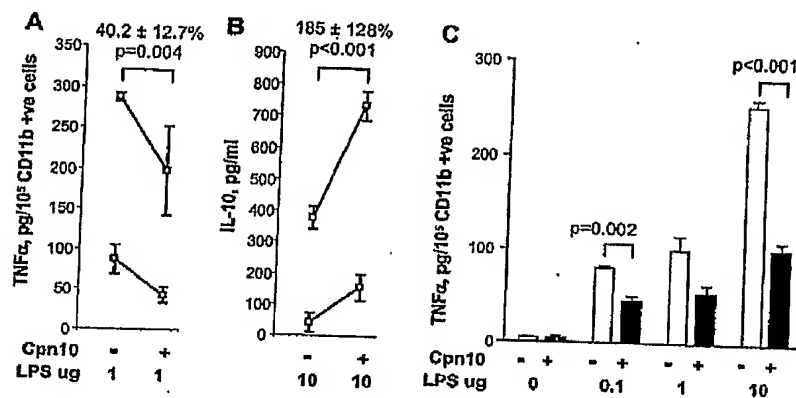 A
40.2 ± 12.7%
p=0.004
TNFα, pg/10⁵ CD11b +ve cells
350
300
250
200
150
100
50
0
Cpn10 - +
LPS ug 1 1
B
185 ± 128%
p<0.001
IL-10, pg/ml
900
800
700
600
500
400
300
200
100
0
- +
10 10
C
TNFα, pg/10⁵ CD11b +ve cells
300
200
100
0
p=0.002
p<0.001
Cpn10 - + - + - + - +
LPS ug 0 0.1 1 10